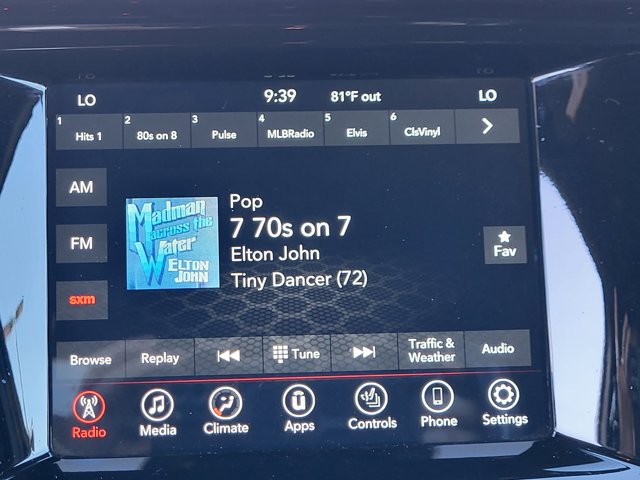 LO 9:39 81°F out LO
1 Hits 1
2 80s on 8
3 Pulse
4 MLBRadio
5 Elvis
6 ClsVinyl
AM
FM
sxm
Madman
across the
Water
ELTON
JOHN
Pop
7 70s on 7
Elton John
Tiny Dancer (72)
Fav
Browse
Replay
Tune
Traffic &
Weather
Audio
Radio
Media
Climate
Apps
Controls
Phone
Settings